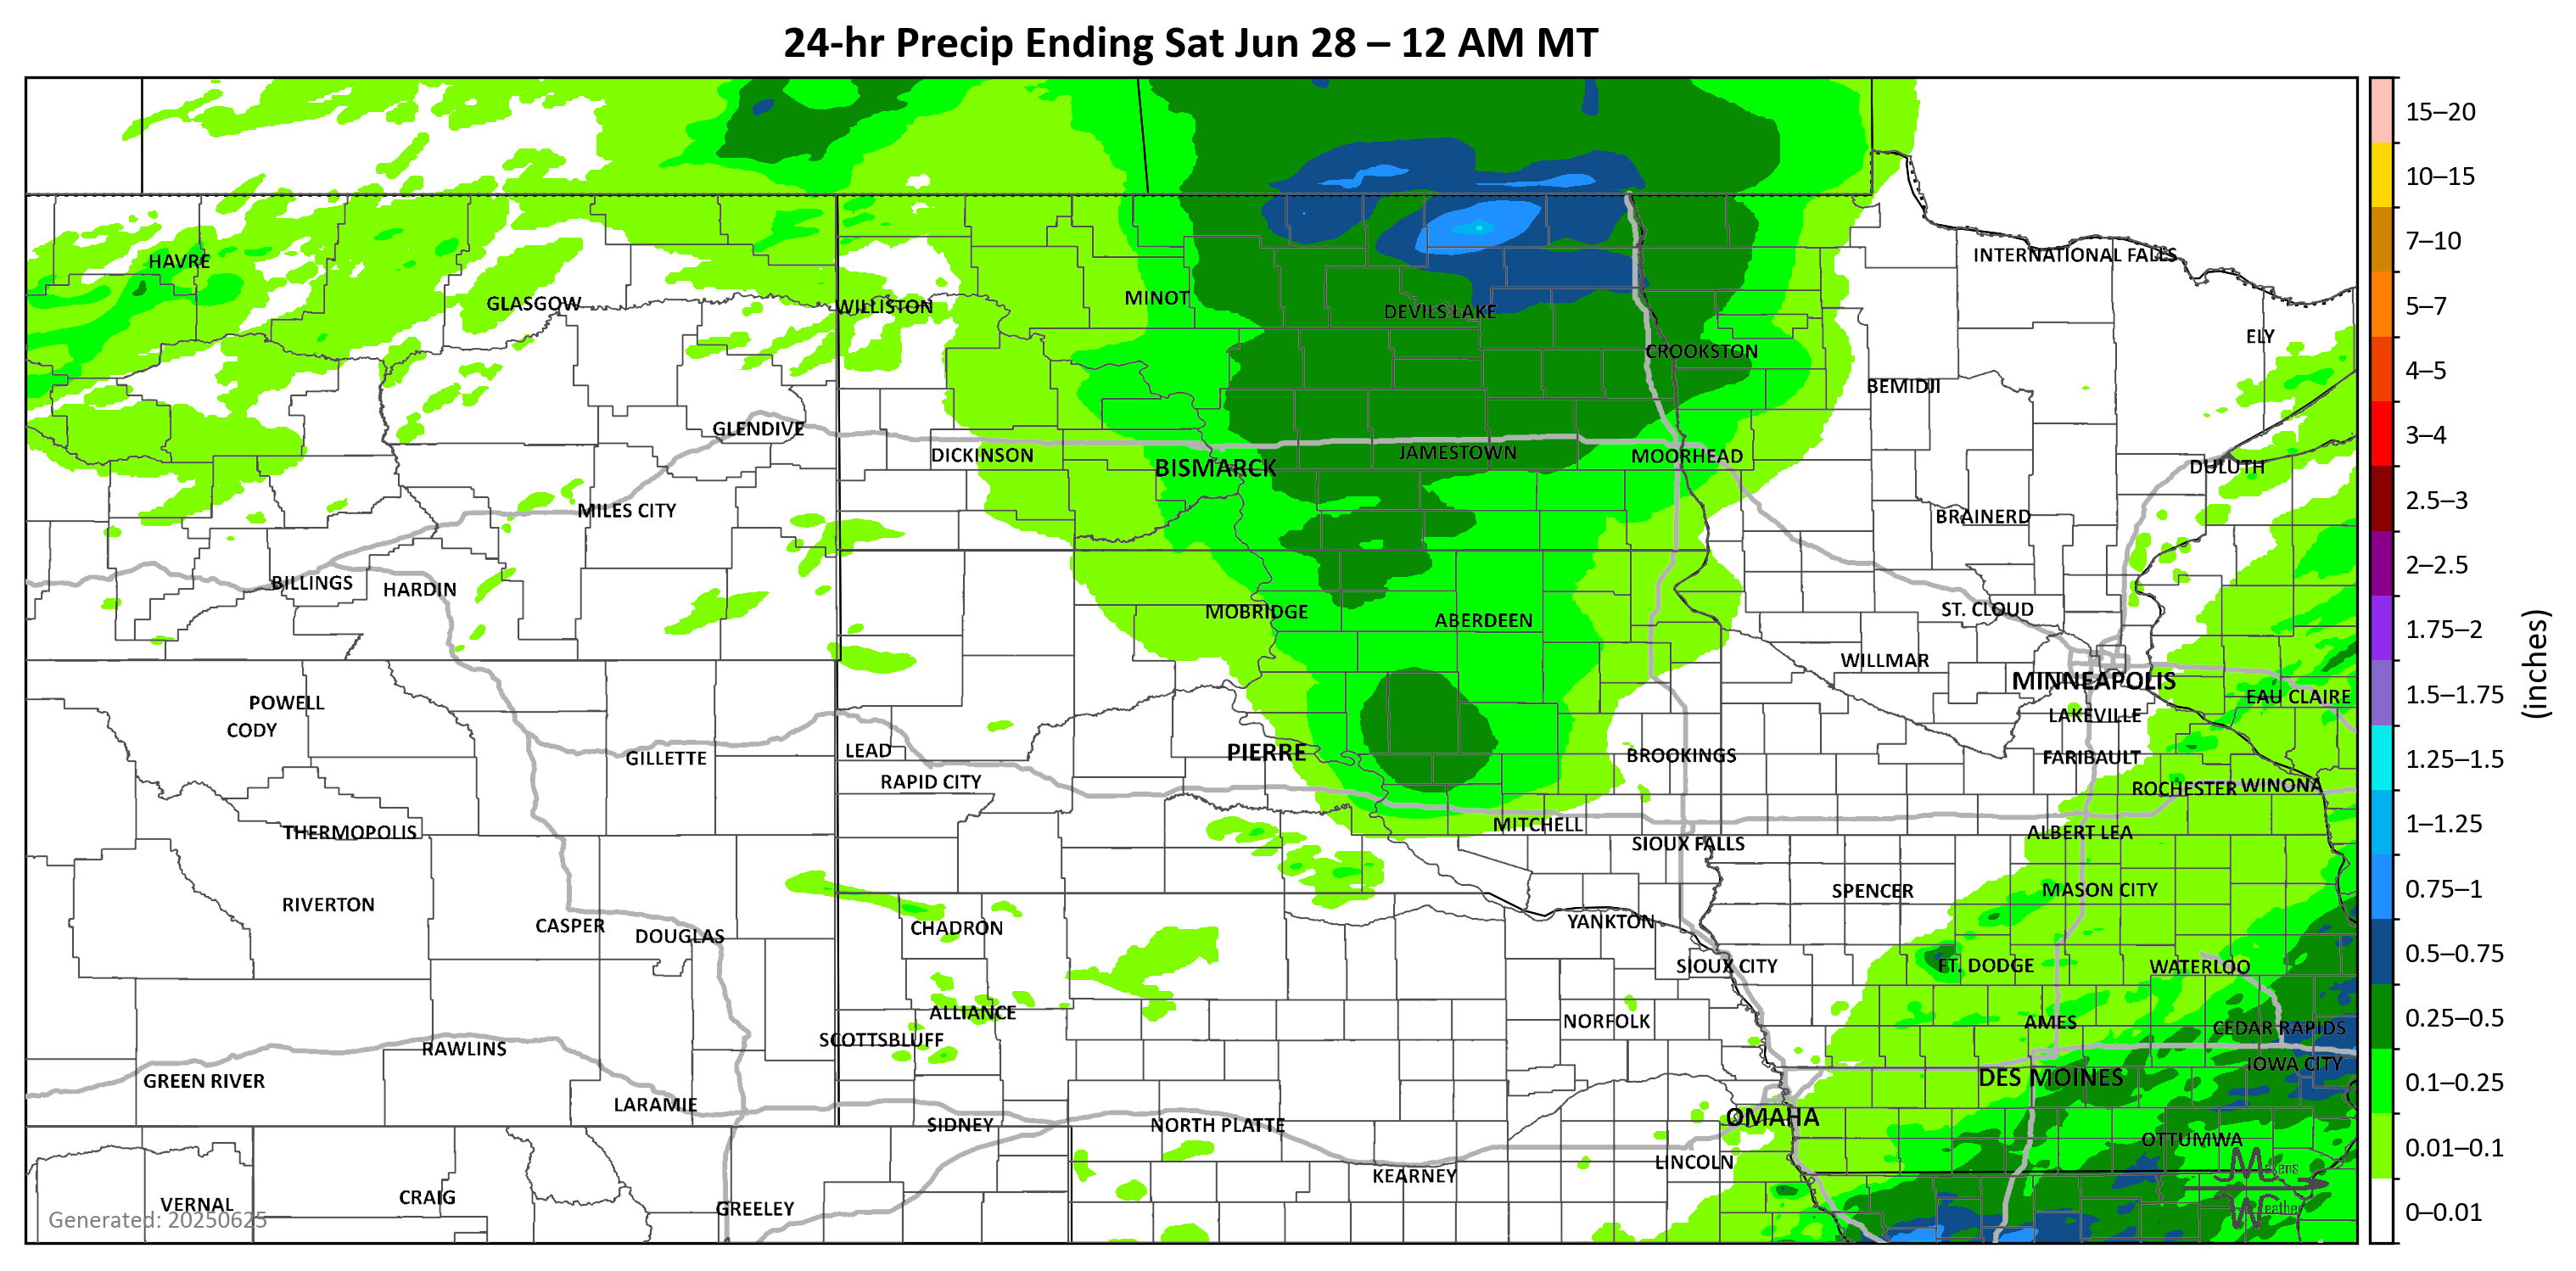 24-hr Precip Ending Sat Jun 28 – 12 AM MT
HAVRE
INTERNATIONAL FALLS
GLASGOW
WILLISTON
MINOT
DEVILS LAKE
ELY
CROOKSTON
BEMIDJI
GLENDIVE
DICKINSON
BISMARCK
JAMESTOWN
MOORHEAD
DULUTH
MILES CITY
BRAINERD
BILLINGS
HARDIN
MOBRIDGE
ABERDEEN
ST. CLOUD
WILLMAR
MINNEAPOLIS
EAU CLAIRE
POWELL
CODY
LAKEVILLE
GILLETTE
LEAD
PIERRE
BROOKINGS
FARIBAULT
RAPID CITY
ROCHESTER
WINONA
THERMOPOLIS
MITCHELL
ALBERT LEA
SIOUX FALLS
RIVERTON
SPENCER
MASON CITY
CASPER
DOUGLAS
CHADRON
YANKTON
SIOUX CITY
FT. DODGE
WATERLOO
ALLIANCE
NORFOLK
AMES
CEDAR RAPIDS
SCOTTSBLUFF
RAWLINS
IOWA CITY
GREEN RIVER
DES MOINES
LARAMIE
SIDNEY
NORTH PLATTE
OMAHA
OTTUMWA
KEARNEY
LINCOLN
VERNAL
CRAIG
GREELEY
Generated: 20250625
Weather
15–20
10–15
7–10
5–7
4–5
3–4
2.5–3
2–2.5
1.75–2
1.5–1.75
1.25–1.5
1–1.25
0.75–1
0.5–0.75
0.25–0.5
0.1–0.25
0.01–0.1
0–0.01
(inches)